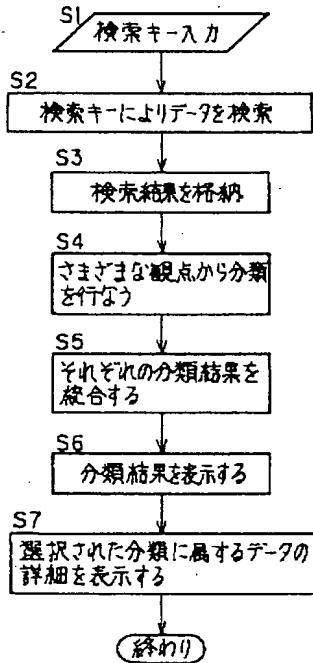 S1
検索キー入力
S2
検索キーによりデータを検索
S3
検索結果を格納
S4
さまざまな観点から分類
を行なう
S5
それぞれの分類結果を
統合する
S6
分類結果を表示する
S7
選択された分類に属するデータの
詳細を表示する
終わり